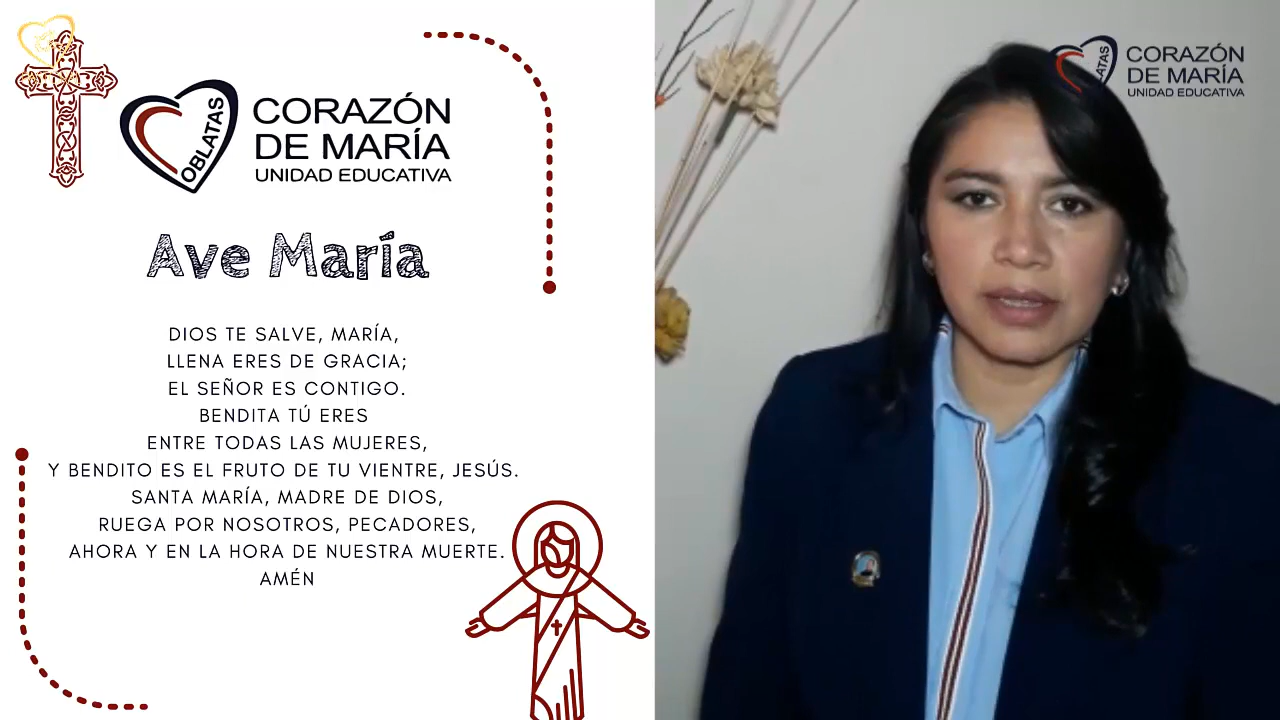 OBLATAS
CORAZÓN
DE MARÍA
UNIDAD EDUCATIVA
Ave María
DIOS TE SALVE, MARÍA,
LLENA ERES DE GRACIA;
EL SEÑOR ES CONTIGO.
BENDITA TÚ ERES
ENTRE TODAS LAS MUJERES,
Y BENDITO ES EL FRUTO DE TU VIENTRE, JESÚS.
SANTA MARÍA, MADRE DE DIOS,
RUEGA POR NOSOTROS, PECADORES,
AHORA Y EN LA HORA DE NUESTRA MUERTE.
AMÉN
CORAZÓN
DE MARÍA
UNIDAD EDUCATIVA